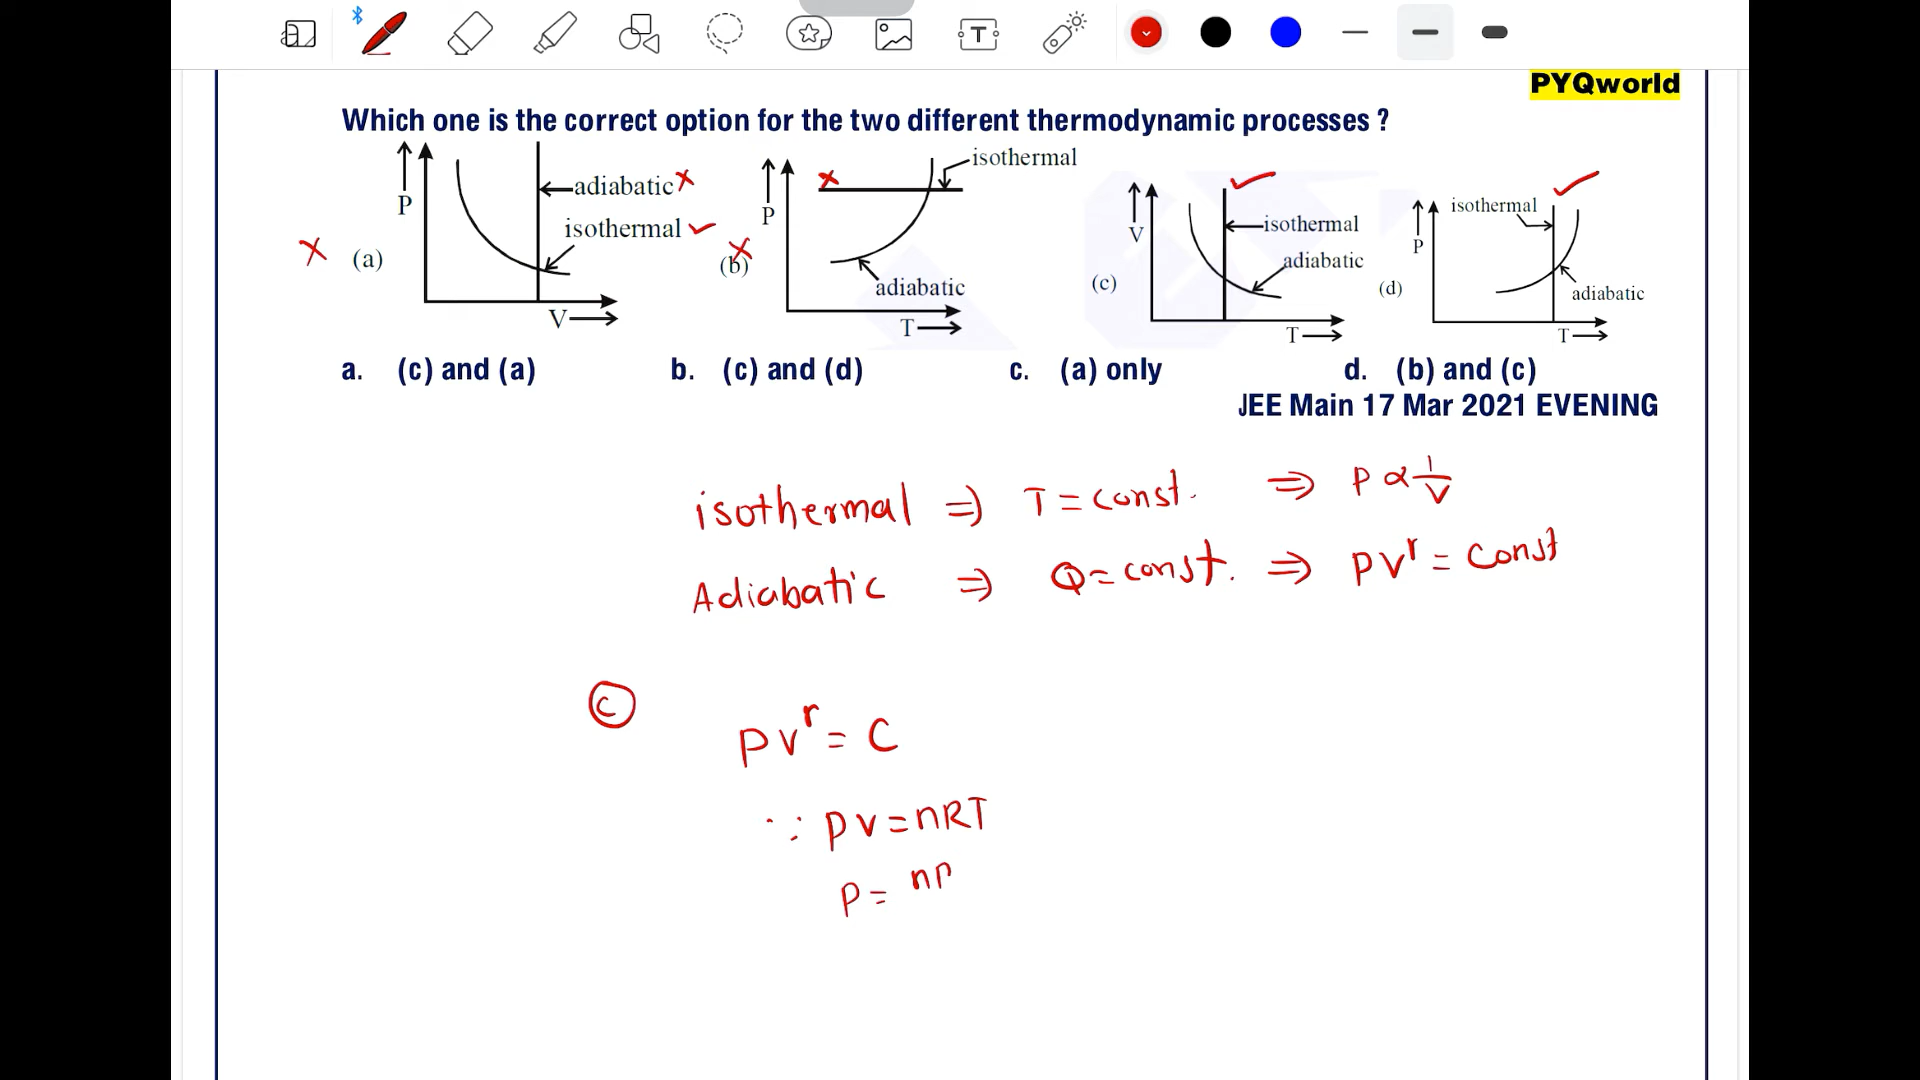 PYQworld
Which one is the correct option for the two different thermodynamic processes ?
P
adiabatic
isothermal
(a)
V
P
isothermal
(b)
adiabatic
T
V
isothermal
adiabatic
(c)
T
P
isothermal
(d)
adiabatic
T
a. (c) and (a) b. (c) and (d) c. (a) only d. (b) and (c)
JEE Main 17 Mar 2021 EVENING
isothermal ⇒ T = const. ⇒ P ∝ 1/V
Adiabatic ⇒ Q = const. ⇒ PV^r = const
C
PV^r = C
∵ PV = nRT
P = n